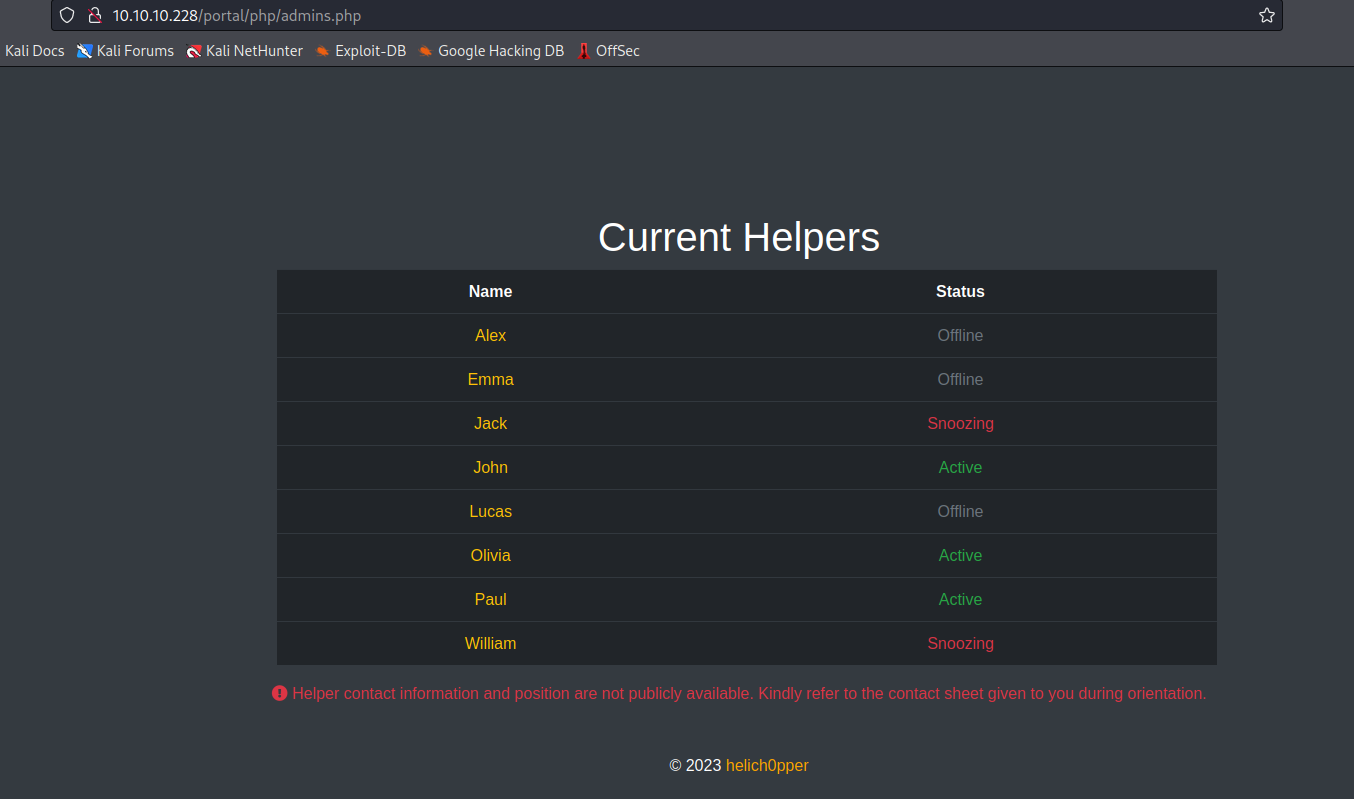 10.10.10.228/portal/php/admins.php
Kali Docs Kali Forums Kali NetHunter Exploit-DB Google Hacking DB OffSec
Current Helpers
Name Status
Alex Offline
Emma Offline
Jack Snoozing
John Active
Lucas Offline
Olivia Active
Paul Active
William Snoozing
Helper contact information and position are not publicly available. Kindly refer to the contact sheet given to you during orientation.
© 2023 helich0pper